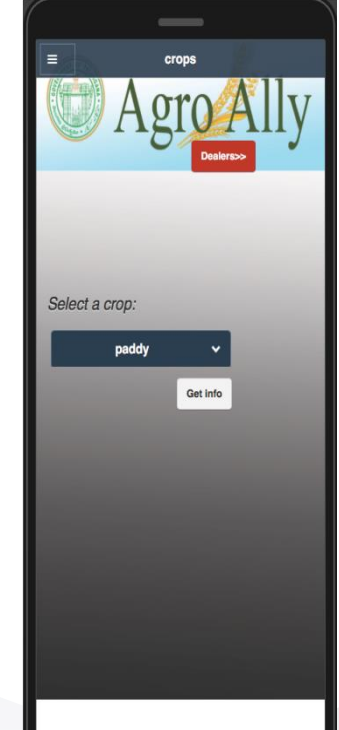 crops
Agro Ally
Dealers>>
Select a crop:
paddy
Get info